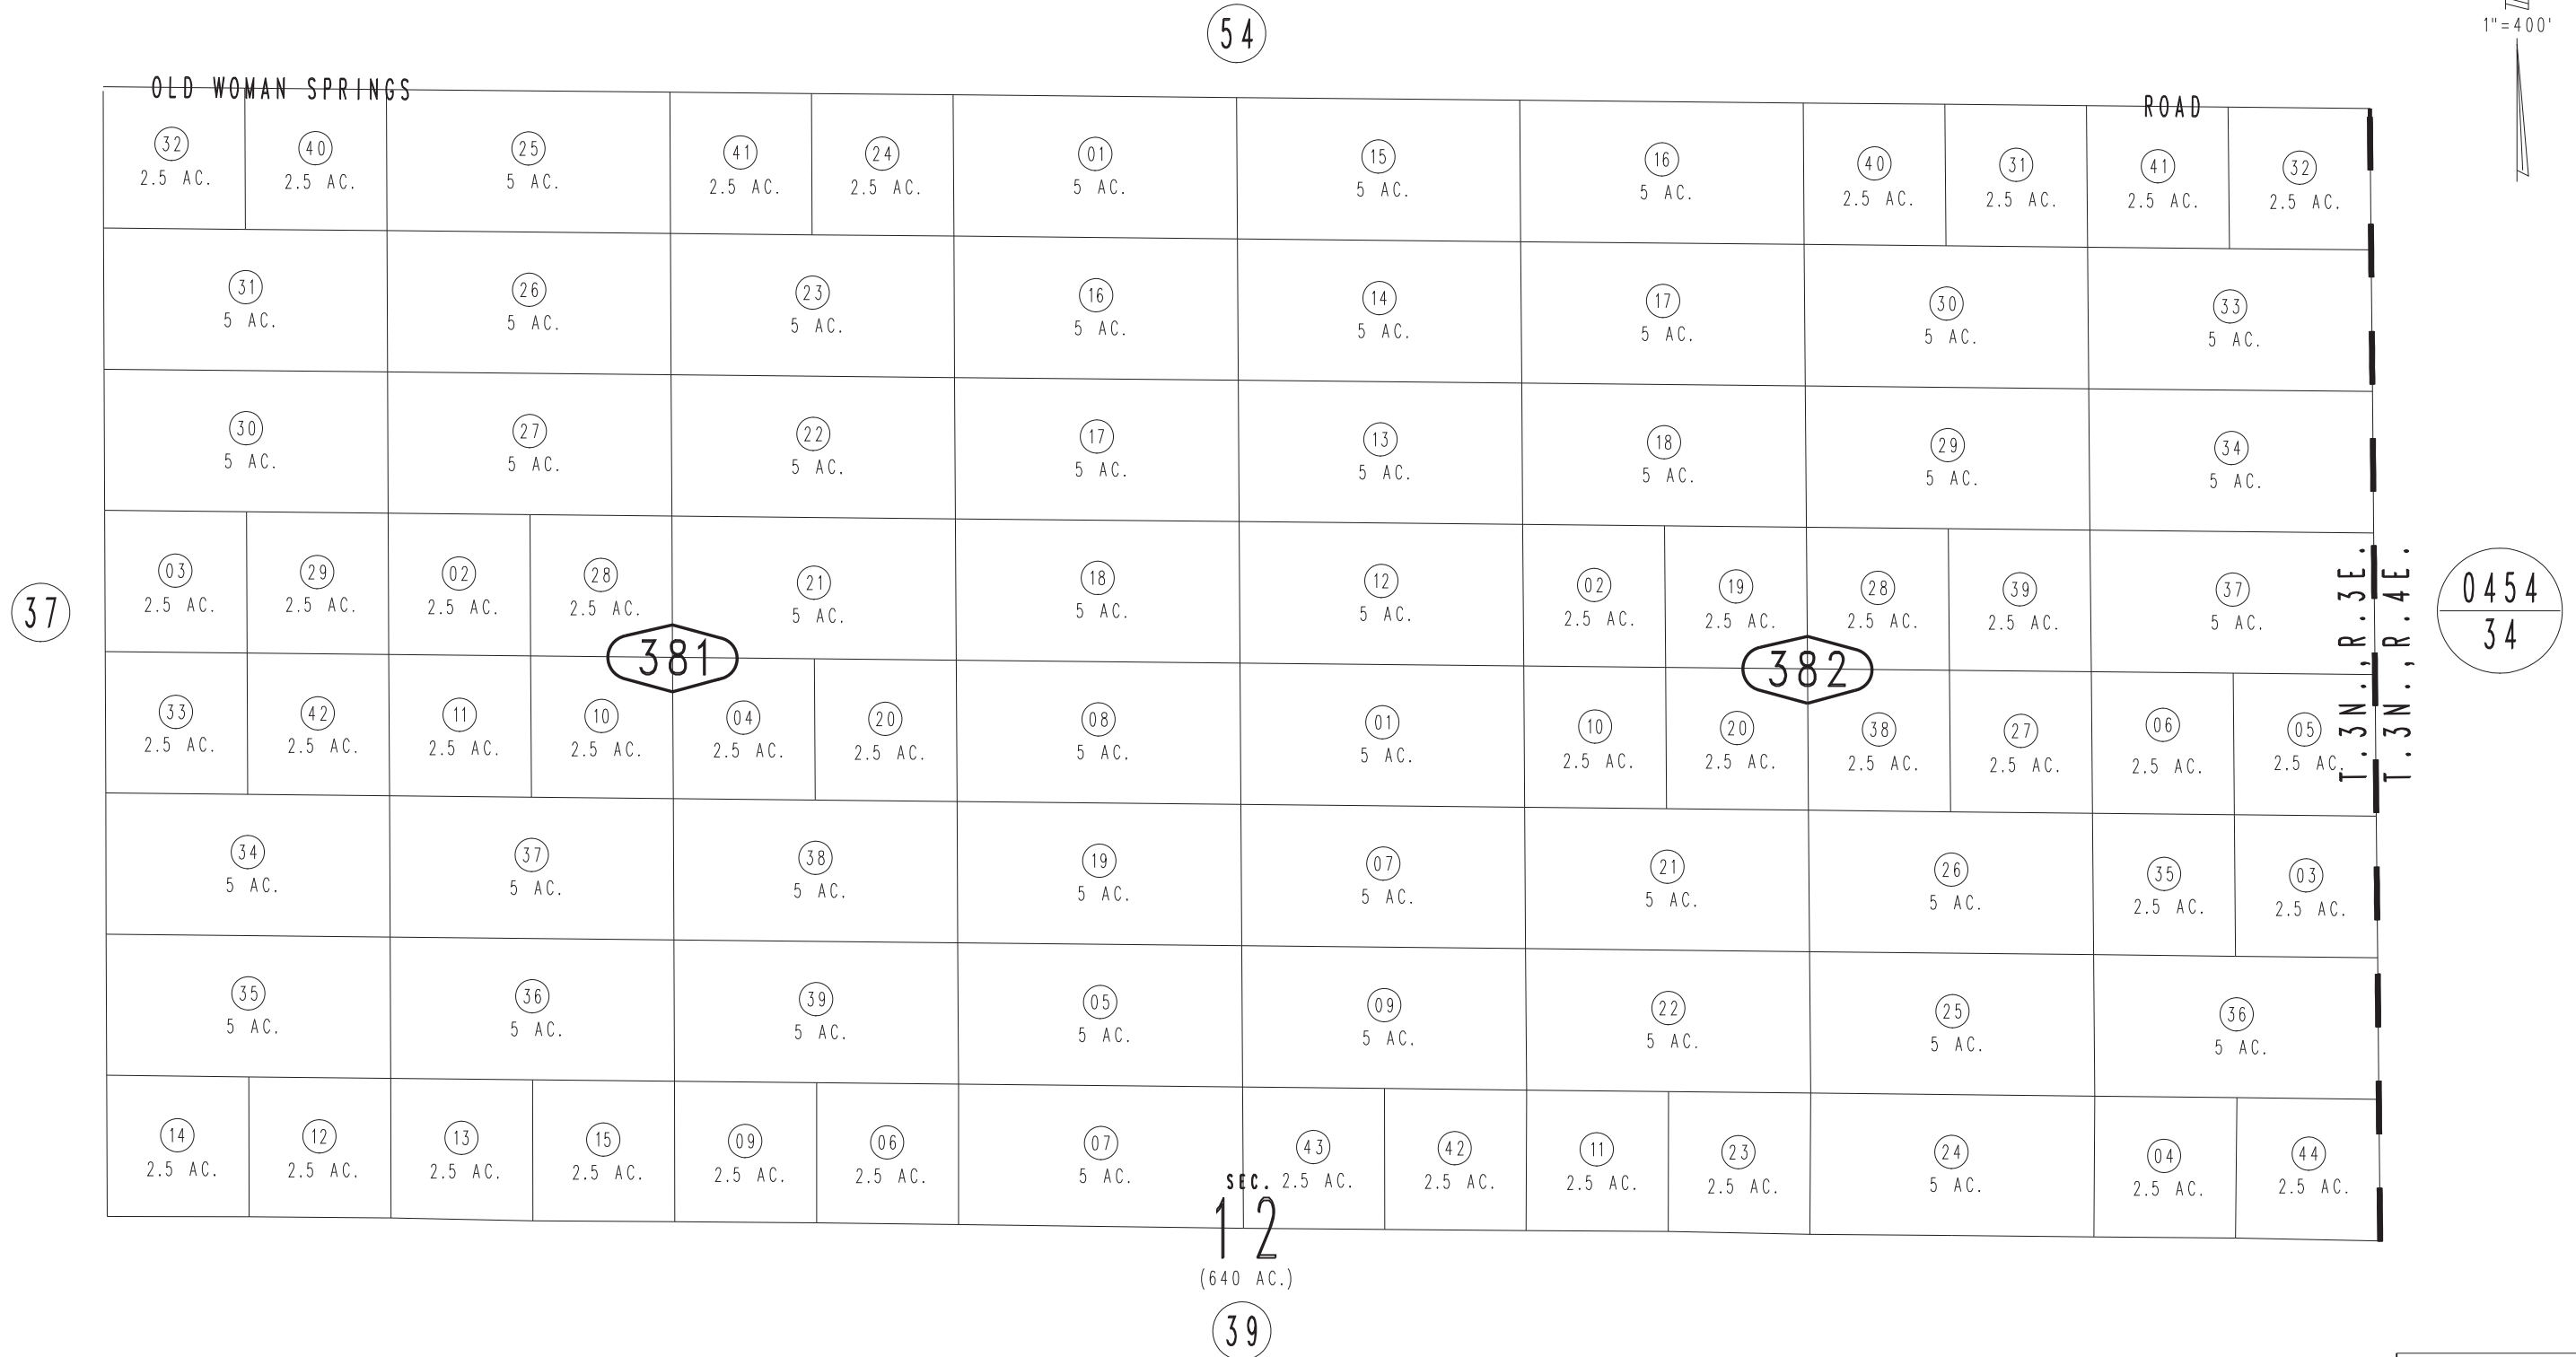 54
1"=400'
OLD WOMAN SPRINGS ROAD
32 40 25 41 24 01 15 16 40 31 41 32
2.5 AC. 2.5 AC. 5 AC. 2.5 AC. 2.5 AC. 5 AC. 5 AC. 5 AC. 2.5 AC. 2.5 AC. 2.5 AC. 2.5 AC.
31 26 23 16 14 17 30 33
5 AC. 5 AC. 5 AC. 5 AC. 5 AC. 5 AC. 5 AC. 5 AC.
30 27 22 17 13 18 29 34
5 AC. 5 AC. 5 AC. 5 AC. 5 AC. 5 AC. 5 AC. 5 AC.
03 29 02 28 21 18 12 02 19 28 39 37
2.5 AC. 2.5 AC. 2.5 AC. 2.5 AC. 5 AC. 5 AC. 5 AC. 2.5 AC. 2.5 AC. 2.5 AC. 2.5 AC. 5 AC.
T.3N.,R.3E.
T.3N.,R.4E.
0454
34
37
381 382
33 42 11 10 04 20 08 01 10 20 38 27 06 05
2.5 AC. 2.5 AC. 2.5 AC. 2.5 AC. 2.5 AC. 2.5 AC. 5 AC. 5 AC. 2.5 AC. 2.5 AC. 2.5 AC. 2.5 AC. 2.5 AC. 2.5 AC.
34 37 38 19 07 21 26 35 03
5 AC. 5 AC. 5 AC. 5 AC. 5 AC. 5 AC. 5 AC. 2.5 AC. 2.5 AC.
35 36 39 05 09 22 25 36
5 AC. 5 AC. 5 AC. 5 AC. 5 AC. 5 AC. 5 AC. 5 AC.
14 12 13 15 09 06 07 43 42 11 23 24 04 44
2.5 AC. 2.5 AC. 2.5 AC. 2.5 AC. 2.5 AC. 2.5 AC. 5 AC. 2.5 AC. 2.5 AC. 2.5 AC. 2.5 AC. 5 AC. 2.5 AC. 2.5 AC.
SEC.
12
(640 AC.)
39